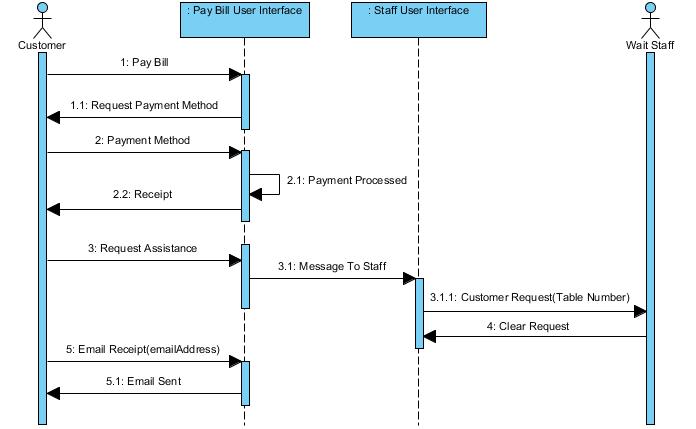 : Pay Bill User Interface
: Staff User Interface
Customer
Wait Staff
1: Pay Bill
1.1: Request Payment Method
2: Payment Method
2.1: Payment Processed
2.2: Receipt
3: Request Assistance
3.1: Message To Staff
3.1.1: Customer Request(Table Number)
4: Clear Request
5: Email Receipt(emailAddress)
5.1: Email Sent